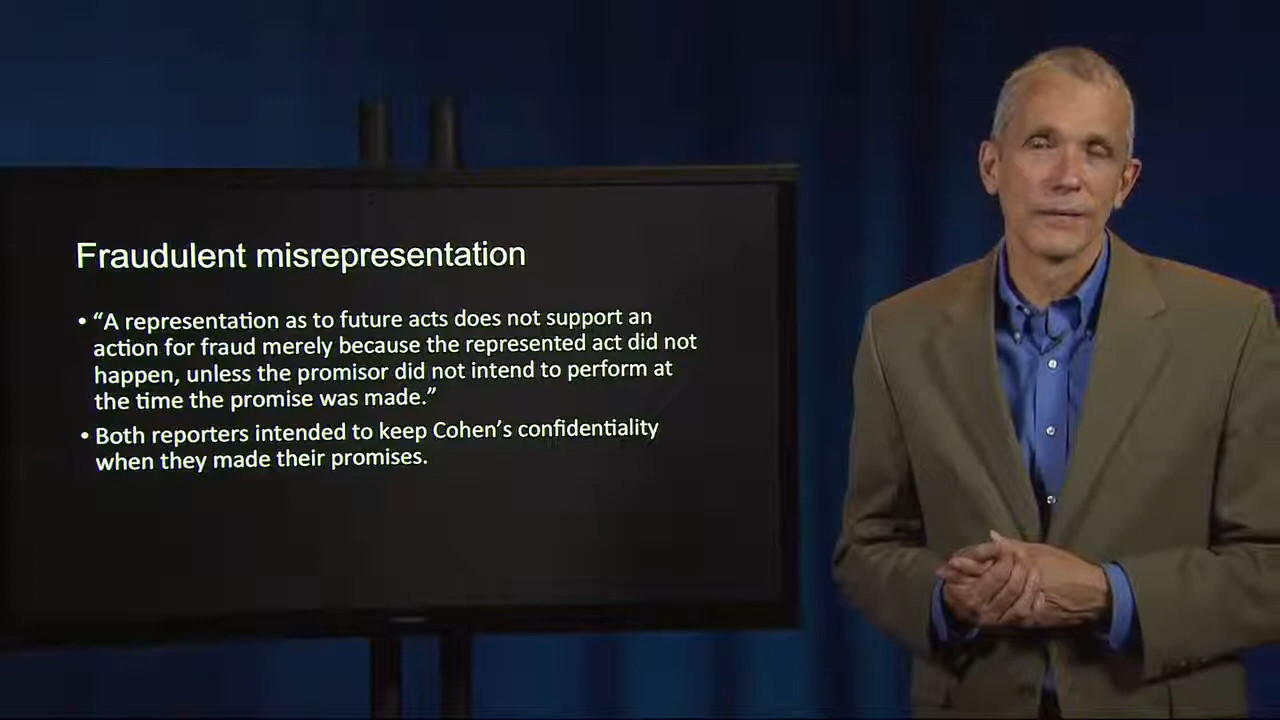 Fraudulent misrepresentation
• “A representation as to future acts does not support an
action for fraud merely because the represented act did not
happen, unless the promisor did not intend to perform at
the time the promise was made.”
• Both reporters intended to keep Cohen’s confidentiality
when they made their promises.